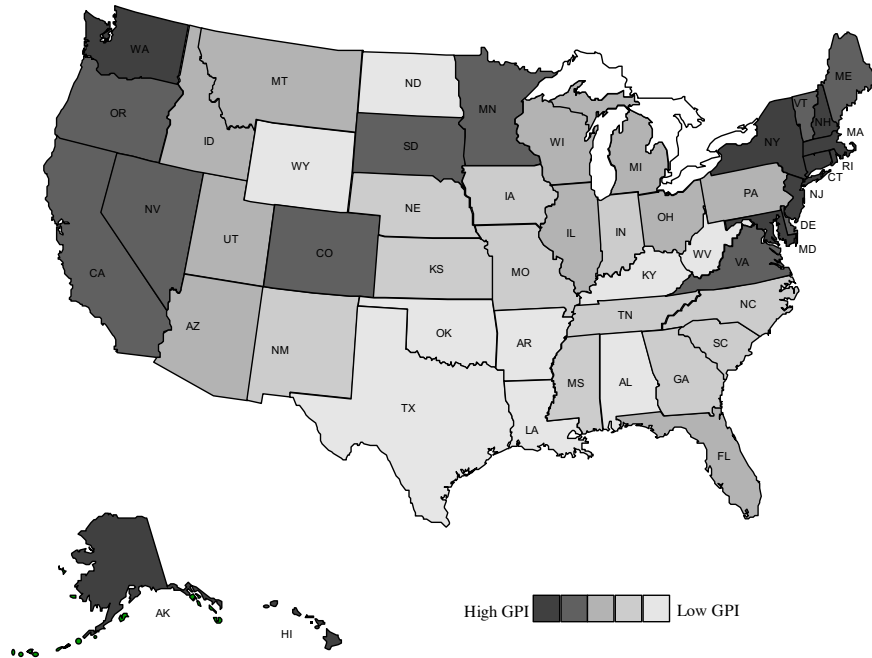 WA
MT
ND
ME
OR
MN
VT
NH
ID
SD
WI
NY
MA
WY
MI
RI
CT
NJ
NE
IA
PA
NV
OH
DE
UT
CO
IL
IN
WV
MD
CA
KS
MO
KY
VA
AZ
NM
OK
TN
NC
AR
SC
TX
MS
AL
GA
LA
FL
High GPI
Low GPI
AK
HI